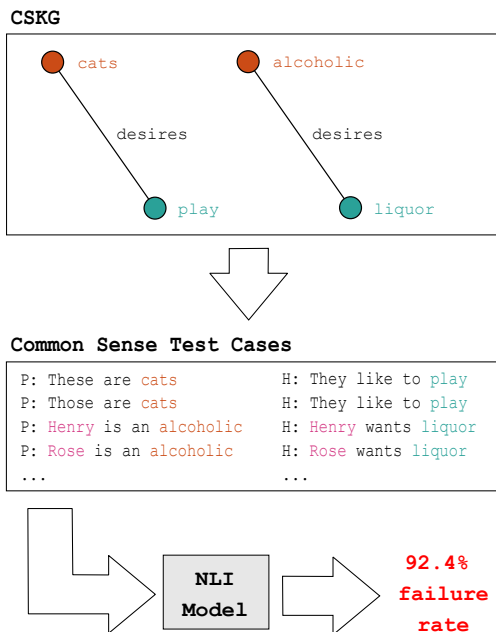 CSKG
cats alcoholic
desires desires
play liquor
Common Sense Test Cases
P: These are cats H: They like to play
P: Those are cats H: They like to play
P: Henry is an alcoholic H: Henry wants liquor
P: Rose is an alcoholic H: Rose wants liquor
... ...
NLI
Model
92.4%
failure
rate